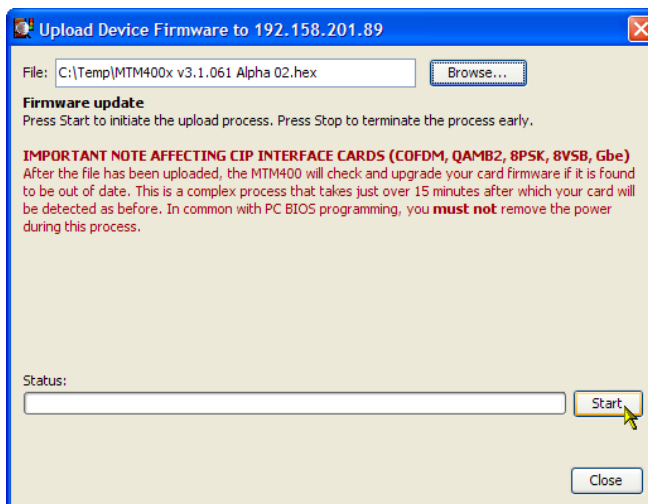 Upload Device Firmware to 192.158.201.89
File: C:\Temp\MTM400x v3.1.061 Alpha 02.hex Browse...
Firmware update
Press Start to initiate the upload process. Press Stop to terminate the process early.
IMPORTANT NOTE AFFECTING CIP INTERFACE CARDS (COFDM, QAMB2, 8PSK, 8VSB, Gbe)
After the file has been uploaded, the MTM400 will check and upgrade your card firmware if it is found
to be out of date. This is a complex process that takes just over 15 minutes after which your card will
be detected as before. In common with PC BIOS programming, you must not remove the power
during this process.
Status:
Start
Close